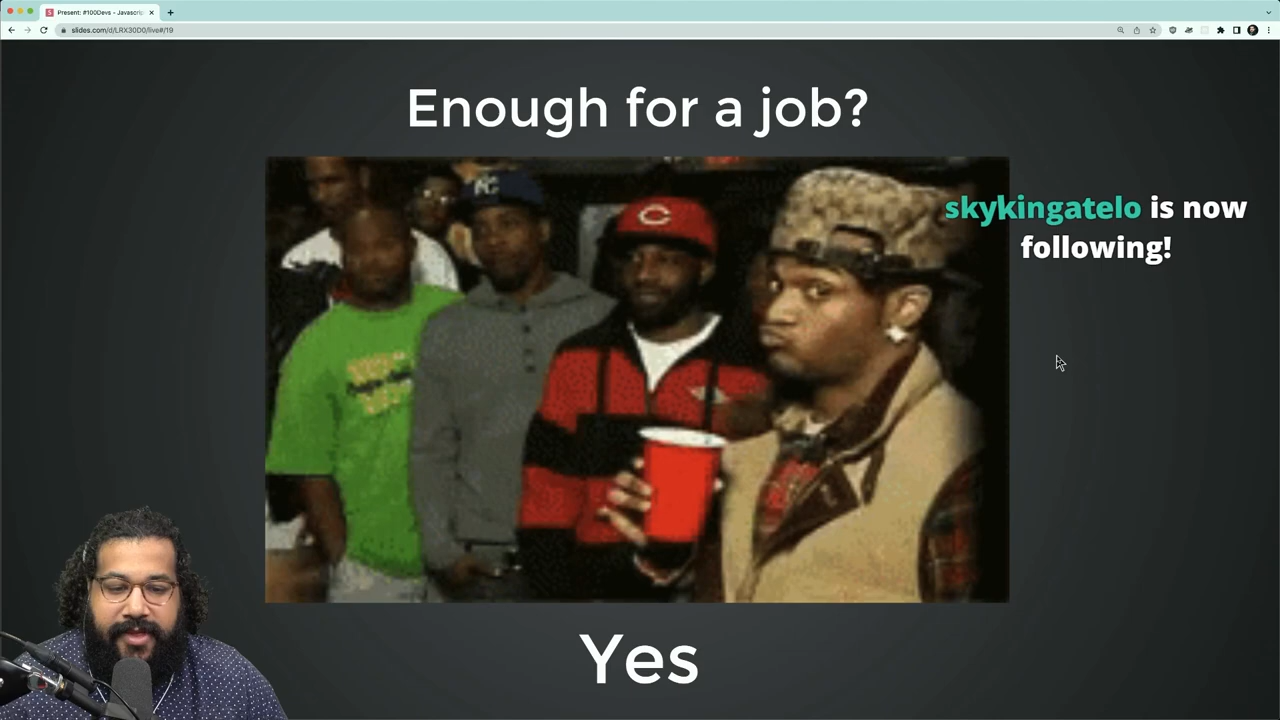 Present: #100Devs - Javascrip
slides.com/d/LRX30D0/live#/19
Enough for a job?
skykingatelo is now
following!
Yes